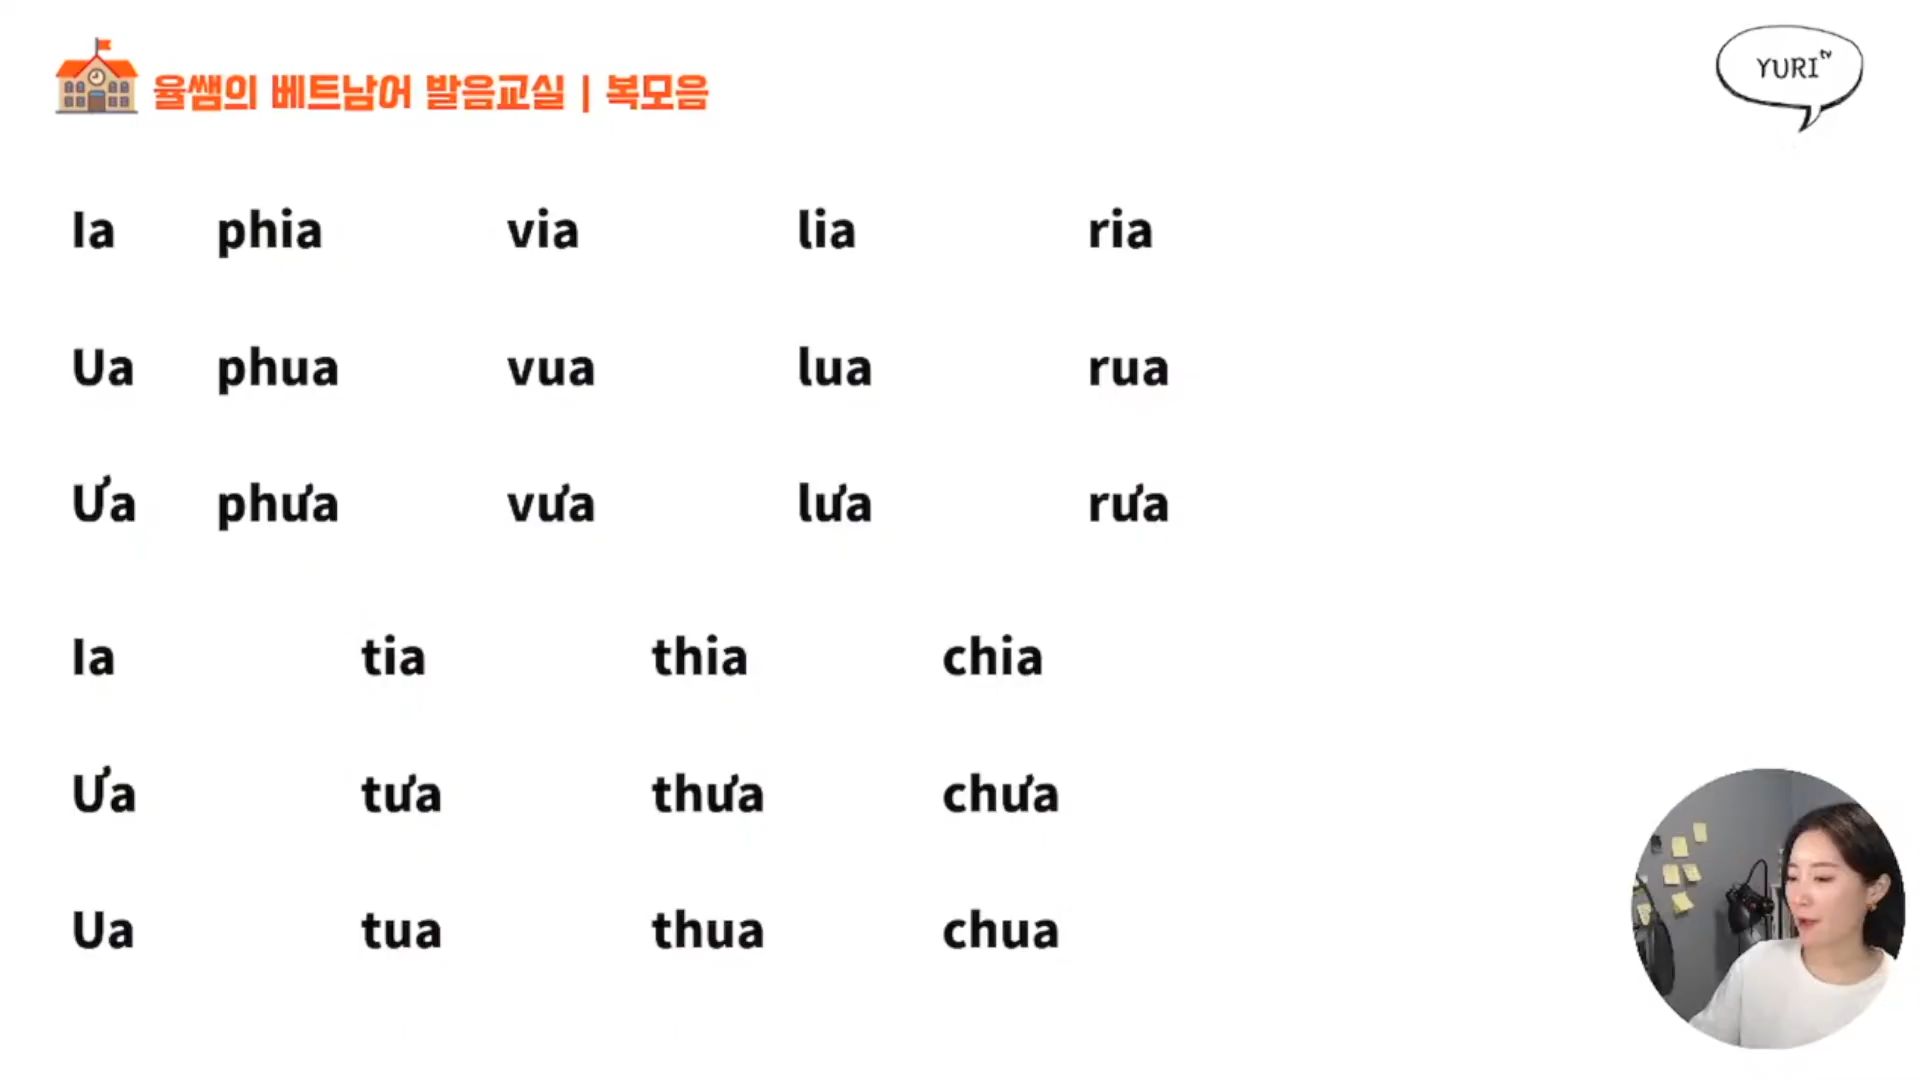 율쌤의 베트남어 발음교실 | 복모음
YURI tv
Ia phia via lia ria
Ua phua vua lua rua
Ưa phưa vưa lưa rưa
Ia tia thia chia
Ưa tưa thưa chưa
Ua tua thua chua